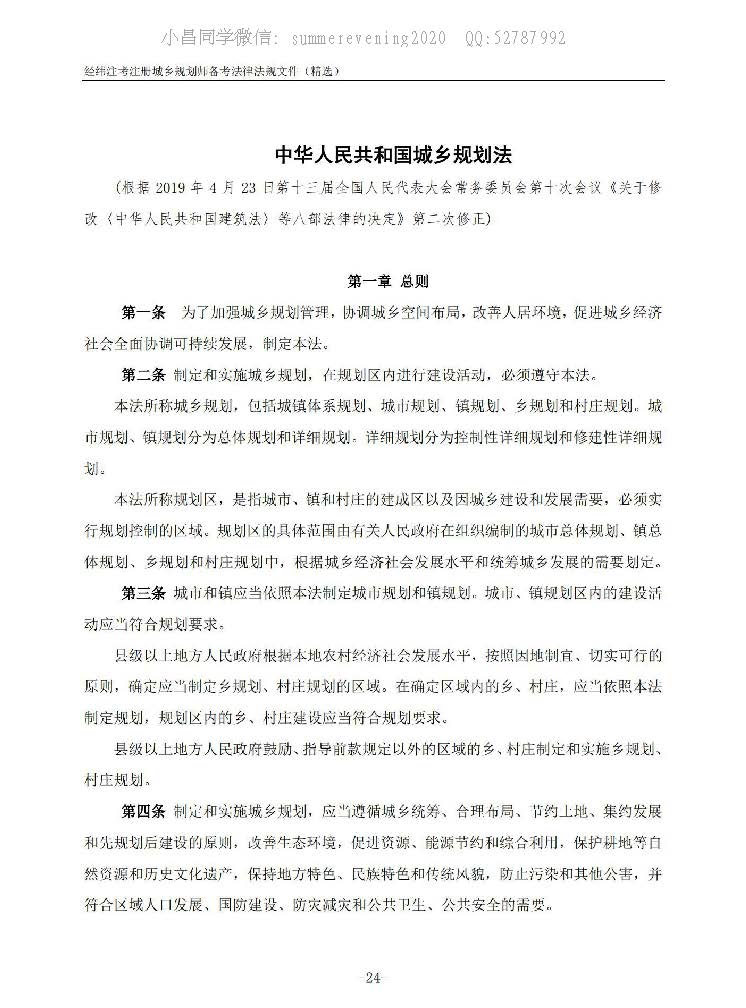 小昌同学微信: summerevening2020 QQ:52787992
经纬注考注册城乡规划师备考法律法规文件（精选）
中华人民共和国城乡规划法
(根据 2019 年 4 月 23 日第十三届全国人民代表大会常务委员会第十次会议《关于修
改〈中华人民共和国建筑法〉等八部法律的决定》第二次修正)
第一章 总则
第一条 为了加强城乡规划管理，协调城乡空间布局，改善人居环境，促进城乡经济
社会全面协调可持续发展，制定本法。
第二条 制定和实施城乡规划，在规划区内进行建设活动，必须遵守本法。
本法所称城乡规划，包括城镇体系规划、城市规划、镇规划、乡规划和村庄规划。城
市规划、镇规划分为总体规划和详细规划。详细规划分为控制性详细规划和修建性详细规
划。
本法所称规划区，是指城市、镇和村庄的建成区以及因城乡建设和发展需要，必须实
行规划控制的区域。规划区的具体范围由有关人民政府在组织编制的城市总体规划、镇总
体规划、乡规划和村庄规划中，根据城乡经济社会发展水平和统筹城乡发展的需要划定。
第三条 城市和镇应当依照本法制定城市规划和镇规划。城市、镇规划区内的建设活
动应当符合规划要求。
县级以上地方人民政府根据本地农村经济社会发展水平，按照因地制宜、切实可行的
原则，确定应当制定乡规划、村庄规划的区域。在确定区域内的乡、村庄，应当依照本法
制定规划，规划区内的乡、村庄建设应当符合规划要求。
县级以上地方人民政府鼓励、指导前款规定以外的区域的乡、村庄制定和实施乡规划、
村庄规划。
第四条 制定和实施城乡规划，应当遵循城乡统筹、合理布局、节约土地、集约发展
和先规划后建设的原则，改善生态环境，促进资源、能源节约和综合利用，保护耕地等自
然资源和历史文化遗产，保持地方特色、民族特色和传统风貌，防止污染和其他公害，并
符合区域人口发展、国防建设、防灾减灾和公共卫生、公共安全的需要。
-24-